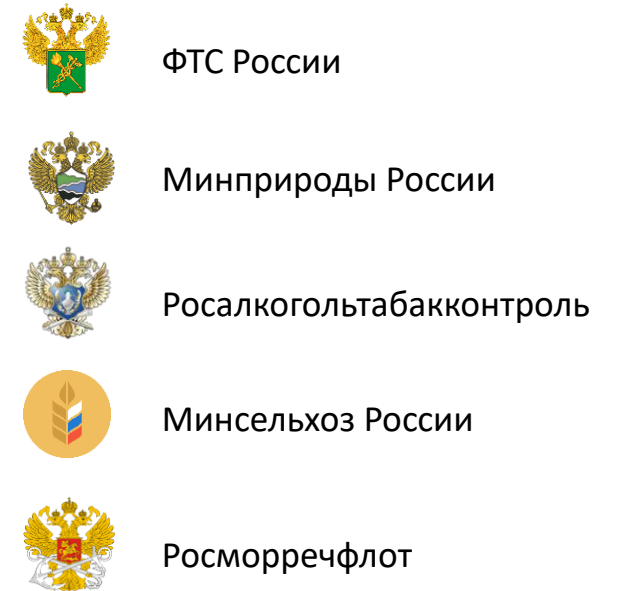 ФТС России
Минприроды России
Росалкогольтабакконтроль
Минсельхоз России
Росморречфлот